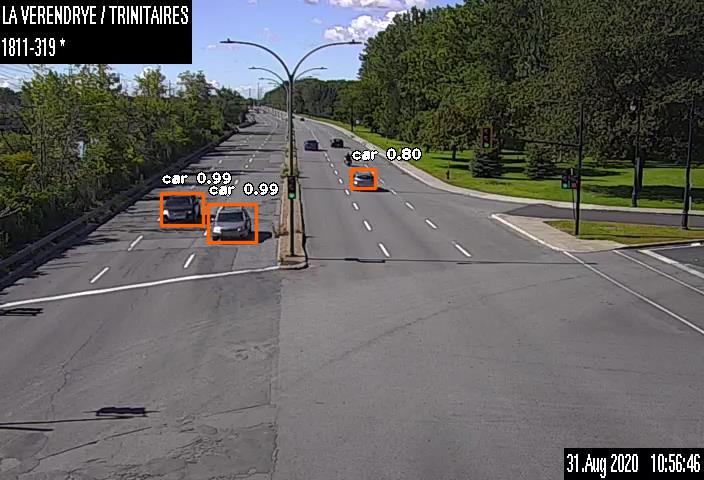 LA VERENDRYE / TRINITAIRES
1811-319 *
car 0.80
car 0.99
car 0.99
31.Aug 2020 10:56:46